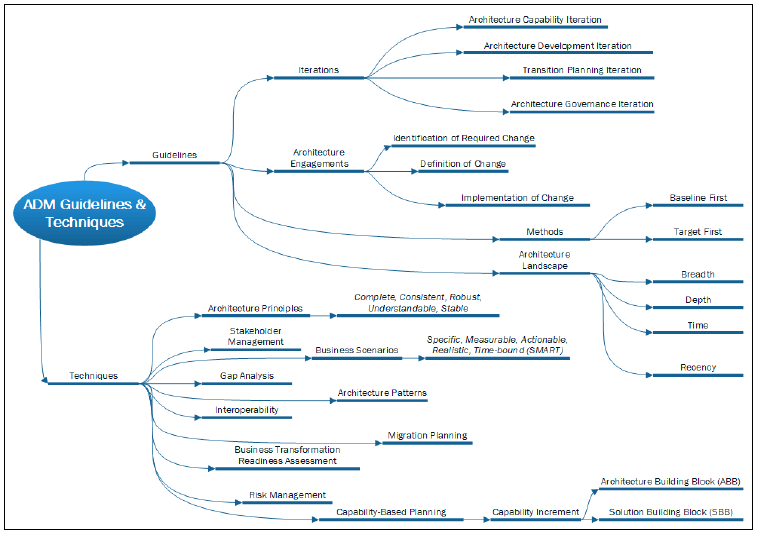 ADM Guidelines &
Techniques
Guidelines
Iterations
Architecture Capability Iteration
Architecture Development Iteration
Transition Planning Iteration
Architecture Governance Iteration
Architecture
Engagements
Identification of Required Change
Definition of Change
Implementation of Change
Methods
Baseline First
Target First
Architecture
Landscape
Breadth
Depth
Time
Recency
Techniques
Architecture Principles
Complete, Consistent, Robust,
Understandable, Stable
Stakeholder
Management
Business Scenarios
Specific, Measurable, Actionable,
Realistic, Time-bound (SMART)
Gap Analysis
Architecture Patterns
Interoperability
Migration Planning
Business Transformation
Readiness Assessment
Risk Management
Capability-Based Planning
Capability Increment
Architecture Building Block (ABB)
Solution Building Block (SBB)